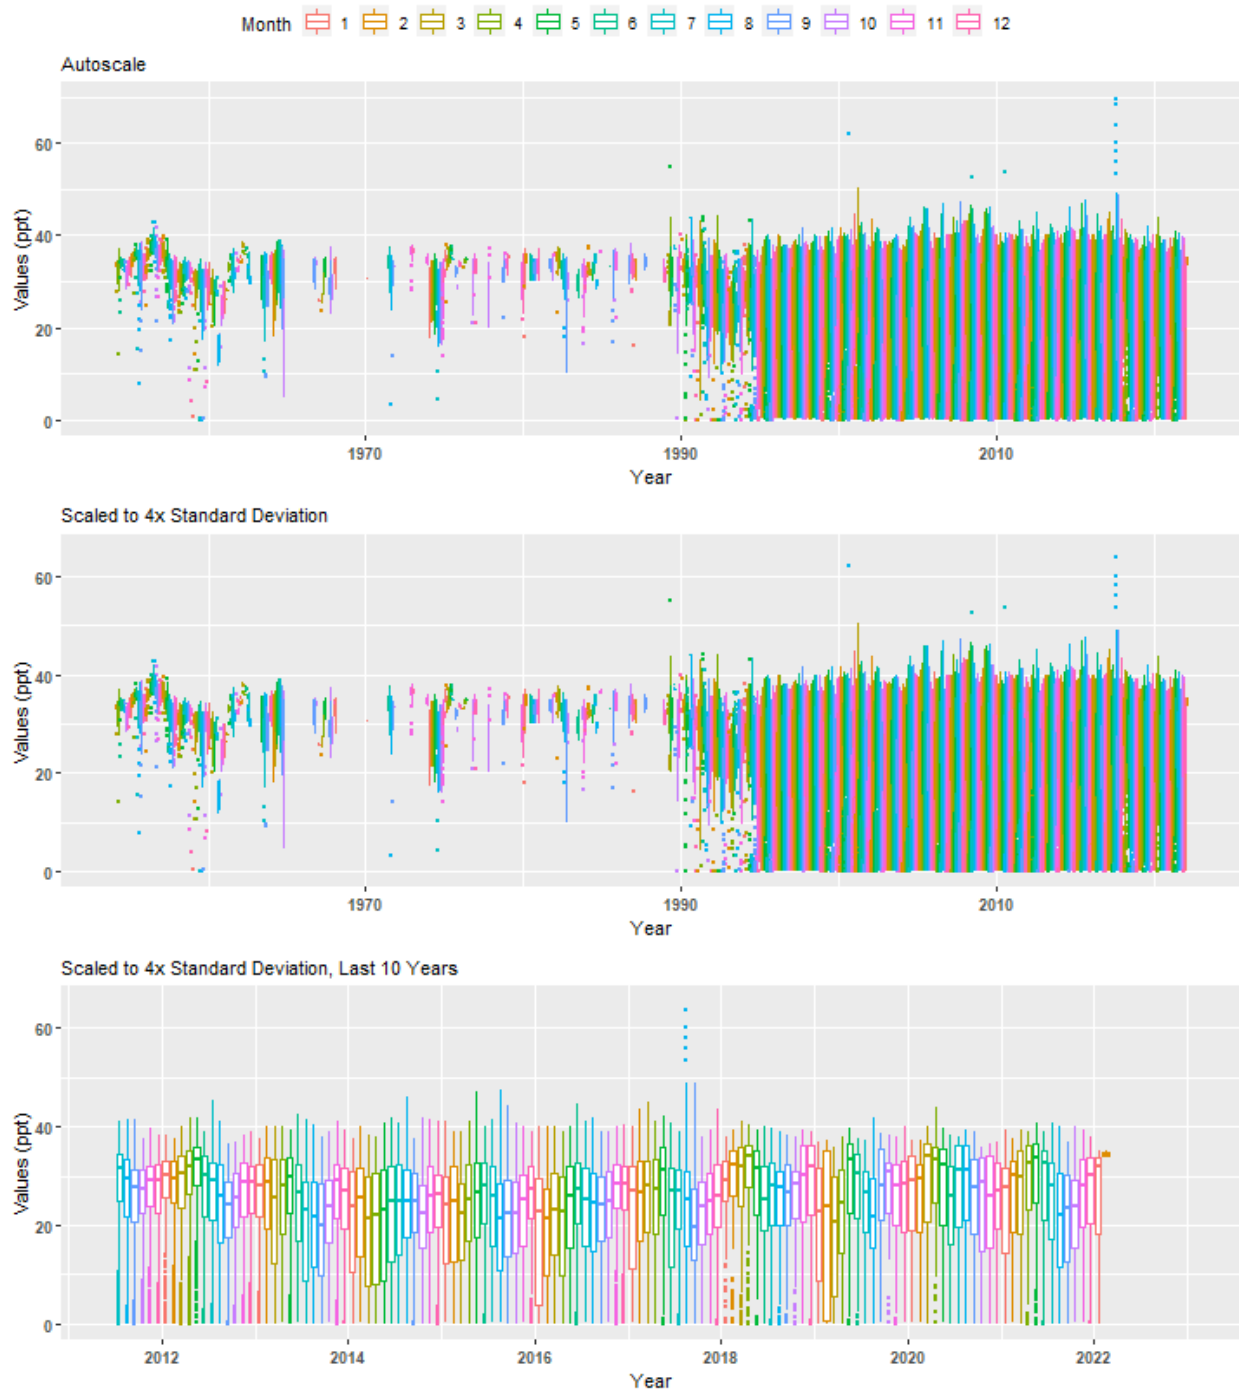 Month 1 2 3 4 5 6 7 8 9 10 11 12
Autoscale
Values (ppt)
60
40
20
0
1970 1990 2010
Year
Scaled to 4x Standard Deviation
Values (ppt)
60
40
20
0
1970 1990 2010
Year
Scaled to 4x Standard Deviation, Last 10 Years
Values (ppt)
60
40
20
0
2012 2014 2016 2018 2020 2022
Year